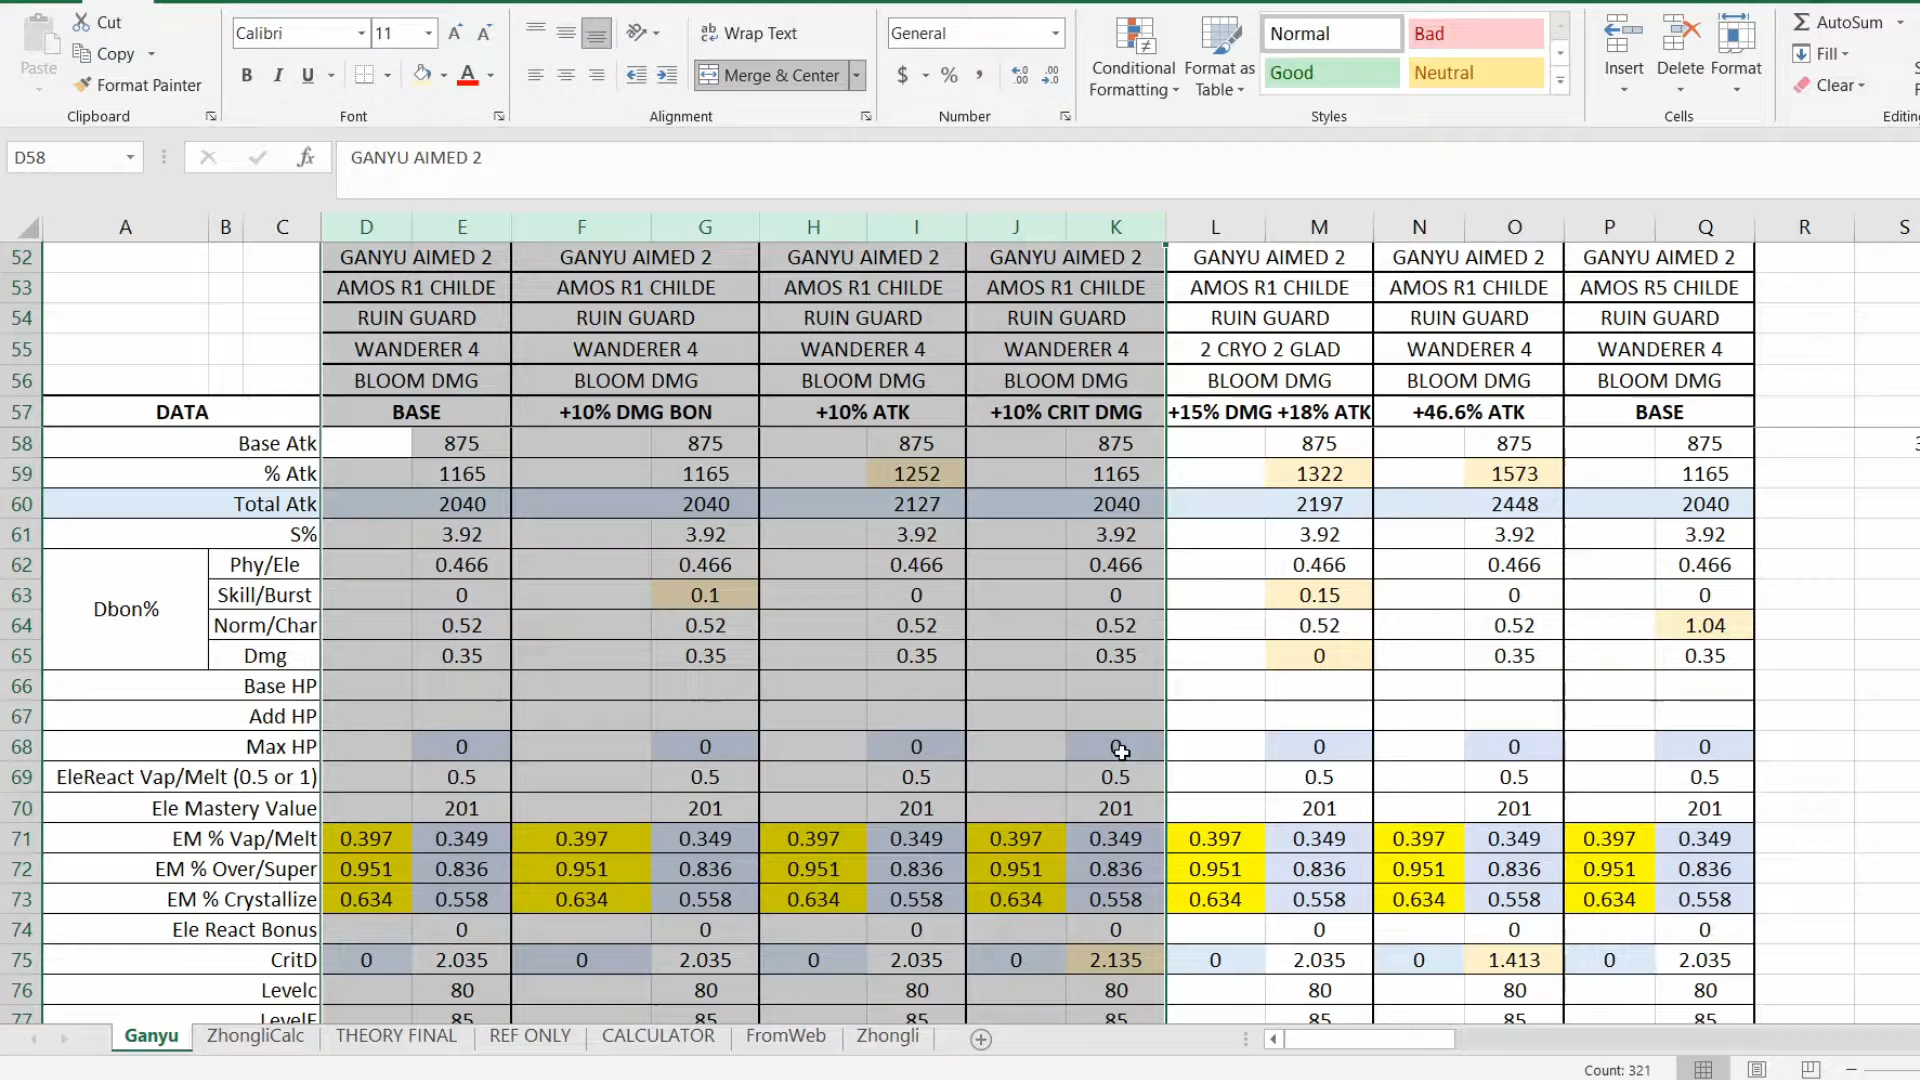 Cut
Copy
Paste
Format Painter
Clipboard
Calibri 11 A A
B I U A
Font
ab Wrap Text
Merge & Center
Alignment
General
$ % ,
Number
Conditional Formatting
Format as Table
Normal Bad
Good Neutral
Styles
Insert Delete Format
Cells
AutoSum
Fill
Clear
Editing
D58 fx GANYU AIMED 2
A B C D E F G H I J K L M N O P Q R S
52 GANYU AIMED 2 GANYU AIMED 2 GANYU AIMED 2 GANYU AIMED 2 GANYU AIMED 2 GANYU AIMED 2 GANYU AIMED 2
53 AMOS R1 CHILDE AMOS R1 CHILDE AMOS R1 CHILDE AMOS R1 CHILDE AMOS R1 CHILDE AMOS R1 CHILDE AMOS R5 CHILDE
54 RUIN GUARD RUIN GUARD RUIN GUARD RUIN GUARD RUIN GUARD RUIN GUARD RUIN GUARD
55 WANDERER 4 WANDERER 4 WANDERER 4 WANDERER 4 2 CRYO 2 GLAD WANDERER 4 WANDERER 4
56 BLOOM DMG BLOOM DMG BLOOM DMG BLOOM DMG BLOOM DMG BLOOM DMG BLOOM DMG
57 DATA BASE +10% DMG BON +10% ATK +10% CRIT DMG +15% DMG +18% ATK +46.6% ATK BASE
58 Base Atk 875 875 875 875 875 875 875 3
59 % Atk 1165 1165 1252 1165 1322 1573 1165
60 Total Atk 2040 2040 2127 2040 2197 2448 2040
61 S% 3.92 3.92 3.92 3.92 3.92 3.92 3.92
62 Phy/Ele 0.466 0.466 0.466 0.466 0.466 0.466 0.466
63 Skill/Burst 0 0.1 0 0 0.15 0 0
Dbon%
64 Norm/Char 0.52 0.52 0.52 0.52 0.52 0.52 1.04
65 Dmg 0.35 0.35 0.35 0.35 0 0.35 0.35
66 Base HP
67 Add HP
68 Max HP 0 0 0 0 0 0 0
69 EleReact Vap/Melt (0.5 or 1) 0.5 0.5 0.5 0.5 0.5 0.5 0.5
70 Ele Mastery Value 201 201 201 201 201 201 201
71 EM % Vap/Melt 0.397 0.349 0.397 0.349 0.397 0.349 0.397 0.349 0.397 0.349 0.397 0.349 0.397 0.349
72 EM % Over/Super 0.951 0.836 0.951 0.836 0.951 0.836 0.951 0.836 0.951 0.836 0.951 0.836 0.951 0.836
73 EM % Crystallize 0.634 0.558 0.634 0.558 0.634 0.558 0.634 0.558 0.634 0.558 0.634 0.558 0.634 0.558
74 Ele React Bonus 0 0 0 0 0 0 0
75 CritD 0 2.035 0 2.035 0 2.035 0 2.135 0 2.035 0 1.413 0 2.035
76 Levelc 80 80 80 80 80 80 80
77 LevelE 85 85 85 85 85 85 85
Ganyu ZhongliCalc THEORY FINAL REF ONLY CALCULATOR FromWeb Zhongli
Count: 321